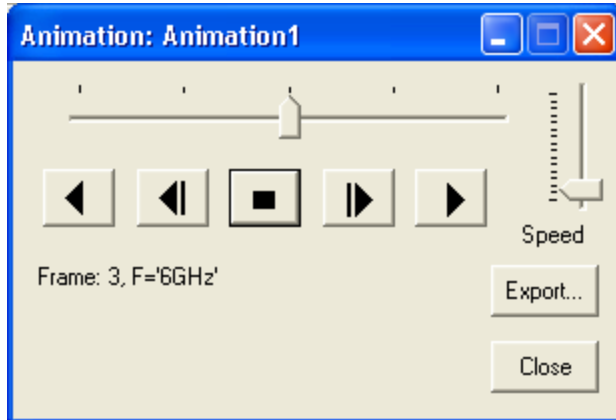 Animation: Animation1
Speed
Frame: 3, F='6GHz'
Export...
Close